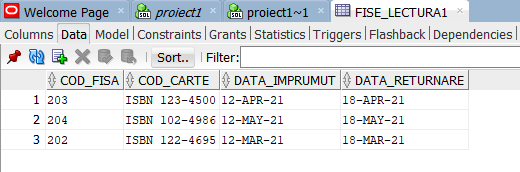 Welcome Page proiect1 proiect1~1 FISE_LECTURA1
Columns Data Model Constraints Grants Statistics Triggers Flashback Dependencies
Sort.. Filter:
COD_FISA COD_CARTE DATA_IMPRUMUT DATA_RETURNARE
1 203 ISBN 123-4500 12-APR-21 18-APR-21
2 204 ISBN 102-4986 12-MAY-21 18-MAY-21
3 202 ISBN 122-4695 12-MAR-21 18-MAR-21